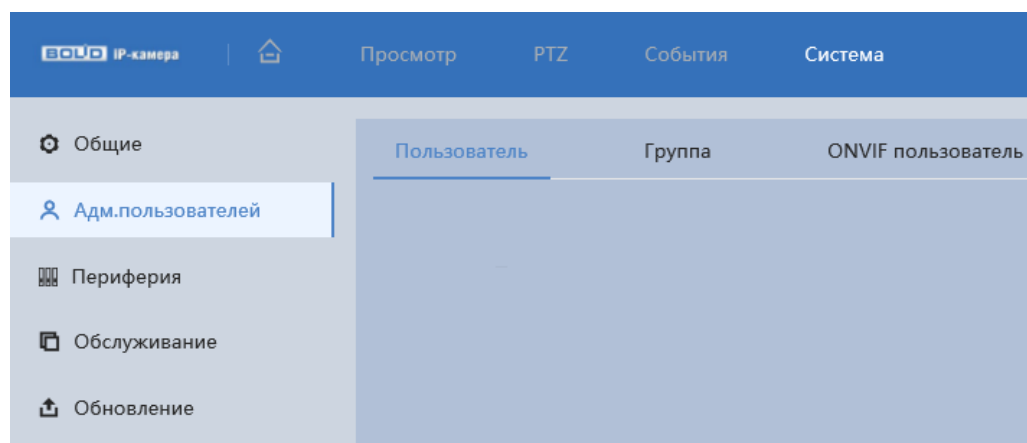 BOLID IP-камера Просмотр PTZ События Система
Общие
Пользователь Группа ONVIF пользователь
Адм.пользователей
Периферия
Обслуживание
Обновление